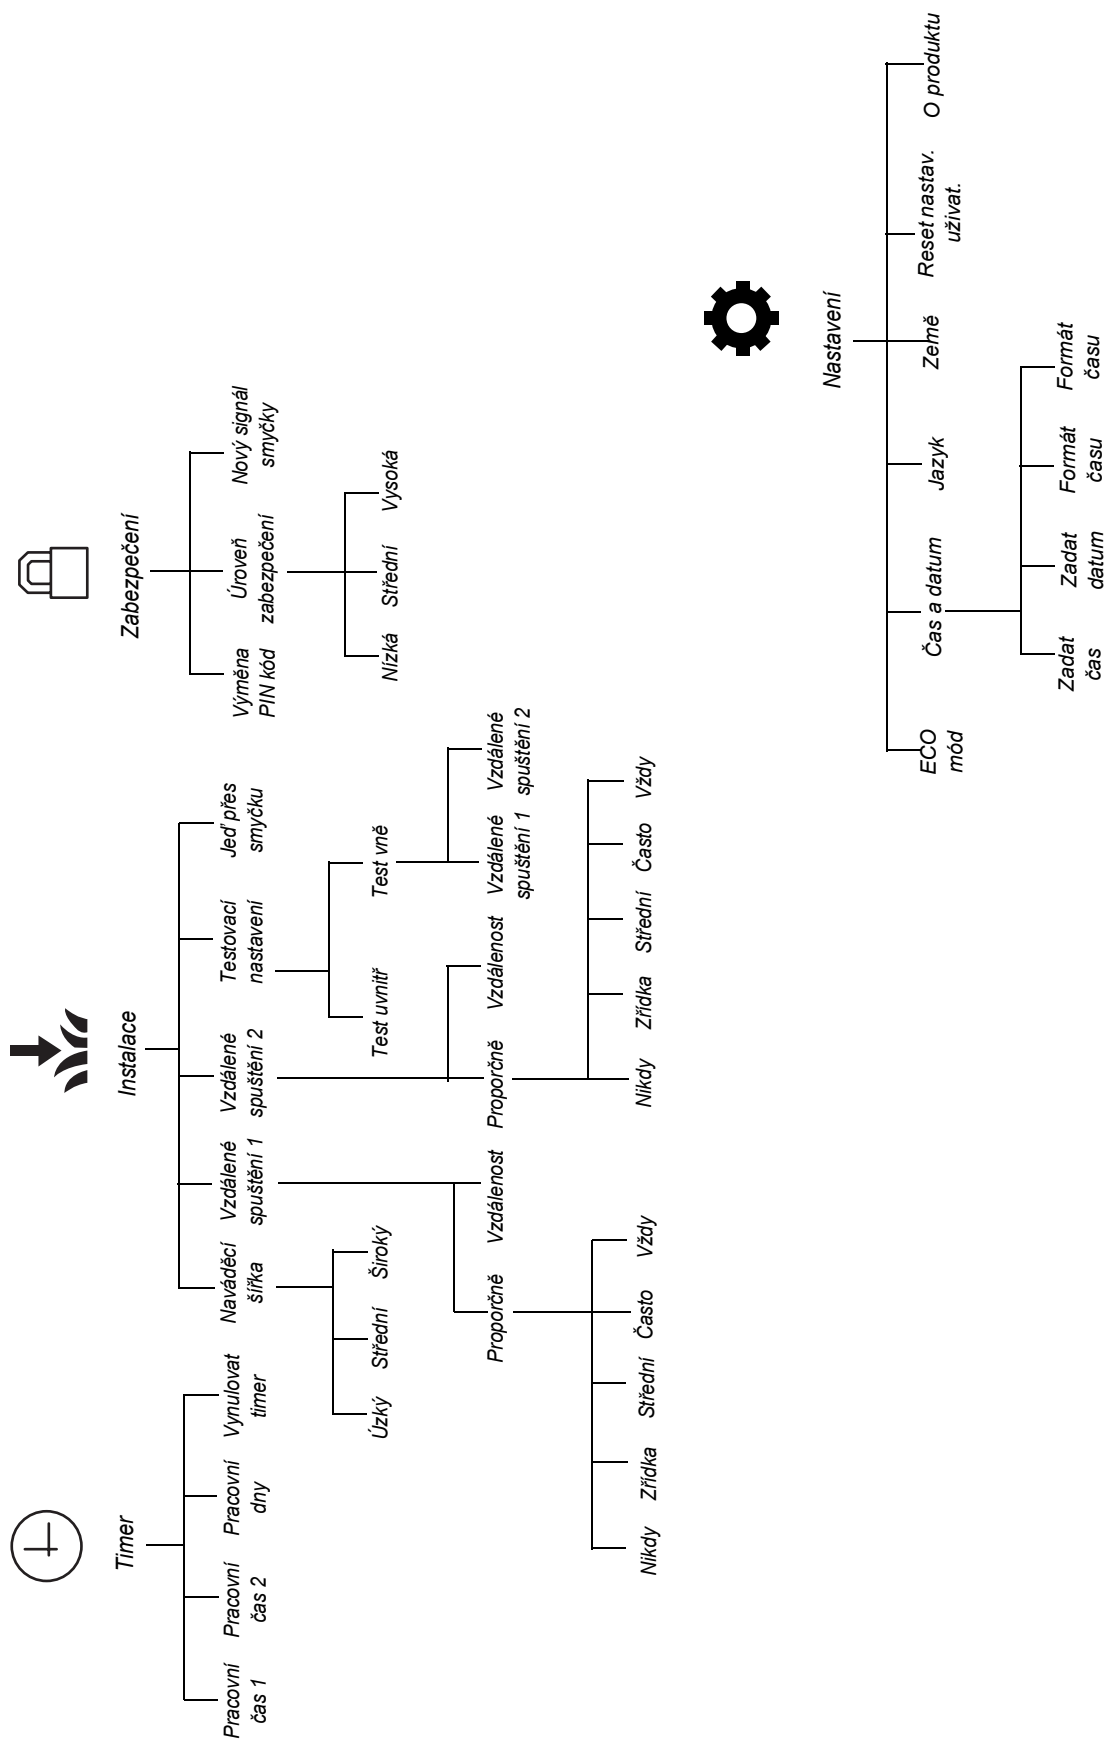 Timer
Pracovní
čas 1
Pracovní
čas 2
Pracovní
dny
Vynulovat
timer
Instalace
Naváděcí
šířka
Vzdálené
spuštění 1
Vzdálené
spuštění 2
Testovací
nastavení
Jeď přes
smyčku
Úzký
Střední
Široký
Test uvnitř
Test vně
Proporčně
Vzdálenost
Proporčně
Vzdálenost
Vzdálené
spuštění 1
Vzdálené
spuštění 2
Nikdy
Zřídka
Střední
Často
Vždy
Nikdy
Zřídka
Střední
Často
Vždy
Zabezpečení
Výměna
PIN kód
Úroveň
zabezpečení
Nový signál
smyčky
Nízká
Střední
Vysoká
Nastavení
ECO
mód
Čas a datum
Jazyk
Země
Reset nastav.
uživat.
O produktu
Zadat
čas
Zadat
datum
Formát
času
Formát
času